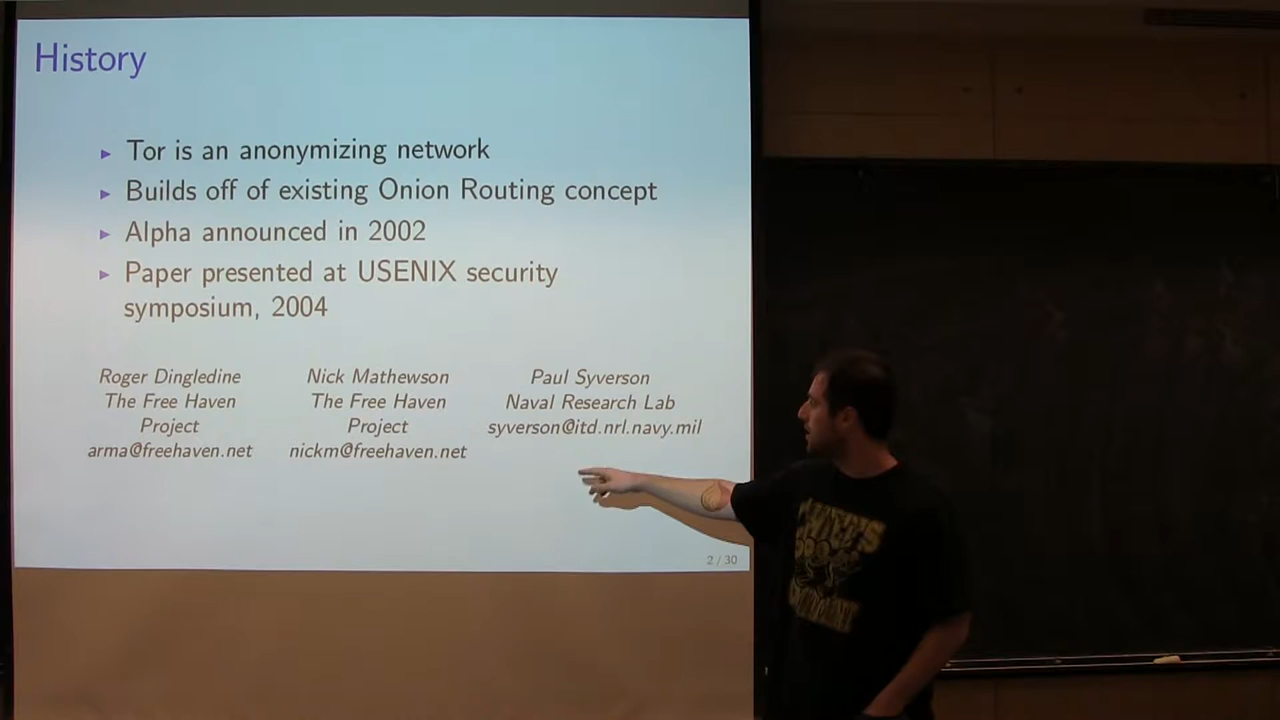 History
Tor is an anonymizing network
Builds off of existing Onion Routing concept
Alpha announced in 2002
Paper presented at USENIX security
symposium, 2004
Roger Dingledine
The Free Haven
Project
arma@freehaven.net
Nick Mathewson
The Free Haven
Project
nickm@freehaven.net
Paul Syverson
Naval Research Lab
syverson@itd.nrl.navy.mil
2 / 30